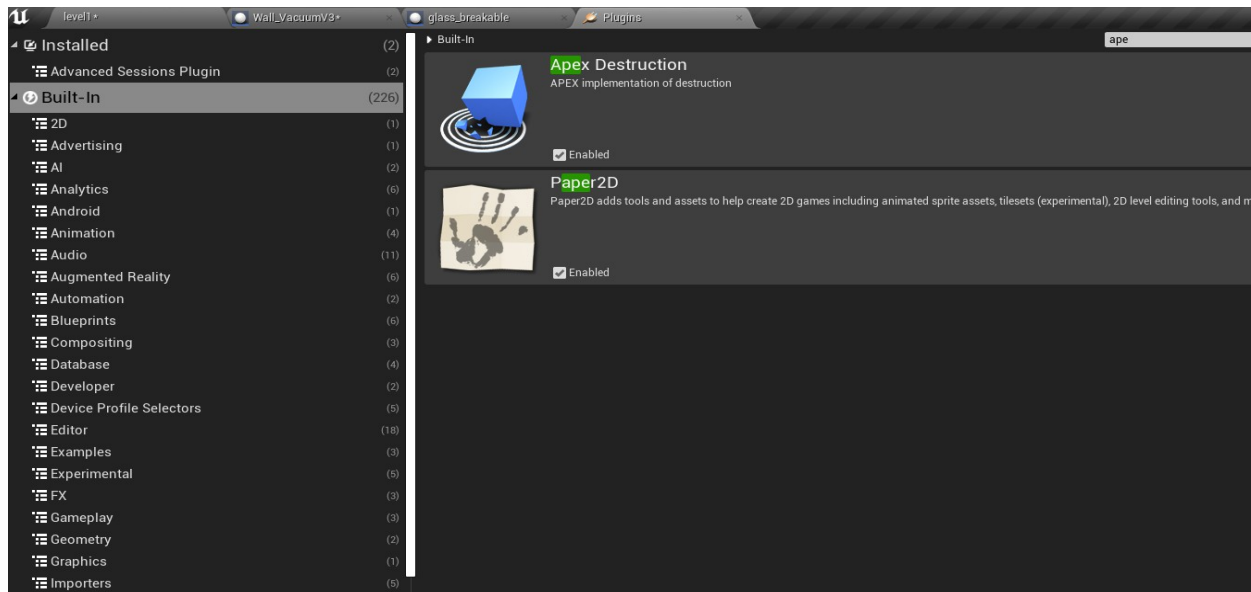 level1*
Wall_VacuumV3*
glass_breakable
Plugins
Installed (2)
Advanced Sessions Plugin (2)
Built-In (226)
2D (1)
Advertising (1)
AI (2)
Analytics (6)
Android (1)
Animation (4)
Audio (11)
Augmented Reality (6)
Automation (2)
Blueprints (6)
Compositing (3)
Database (4)
Developer (2)
Device Profile Selectors (5)
Editor (18)
Examples (3)
Experimental (5)
FX (3)
Gameplay (3)
Geometry (2)
Graphics (1)
Importers (5)
Built-In
ape
Apex Destruction
APEX implementation of destruction
Enabled
Paper2D
Paper2D adds tools and assets to help create 2D games including animated sprite assets, tilesets (experimental), 2D level editing tools, and m
Enabled